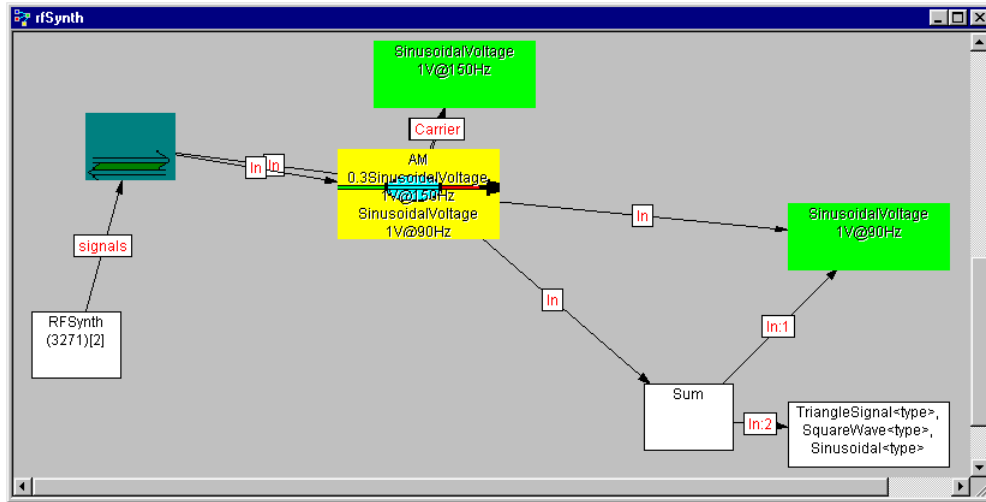 rfSynth
SinusoidalVoltage
1V@150Hz
Carrier
In
In
AM
0.3SinusoidalVoltage
1V@150Hz
SinusoidalVoltage
1V@90Hz
In
SinusoidalVoltage
1V@90Hz
signals
In
RFSynth
(3271)[2]
In:1
Sum
In:2
TriangleSignal<type>,
SquareWave<type>,
Sinusoidal<type>